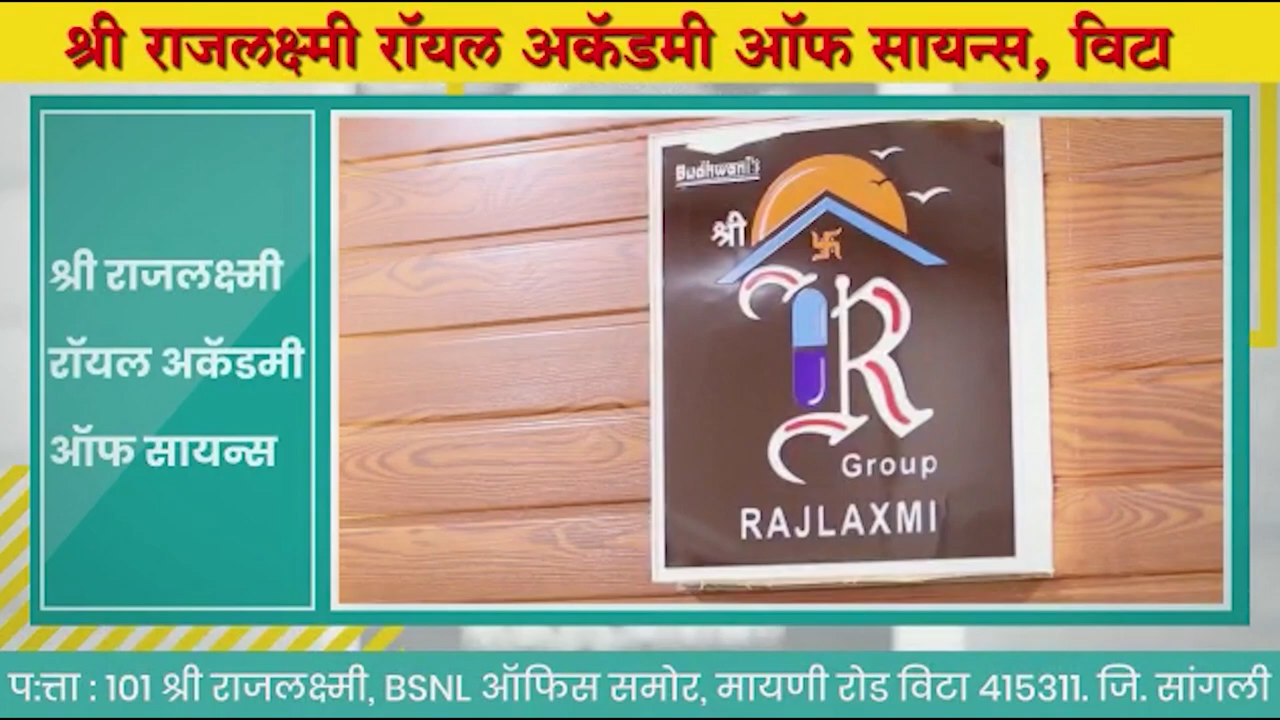 श्री राजलक्ष्मी रॉयल अकॅडमी ऑफ सायन्स, विटा
श्री राजलक्ष्मी
रॉयल अकॅडमी
ऑफ सायन्स
Budhwani's
श्री
R
Group
RAJLAXMI
प:त्ता : 101 श्री राजलक्ष्मी, BSNL ऑफिस समोर, मायणी रोड विटा 415311. जि. सांगली